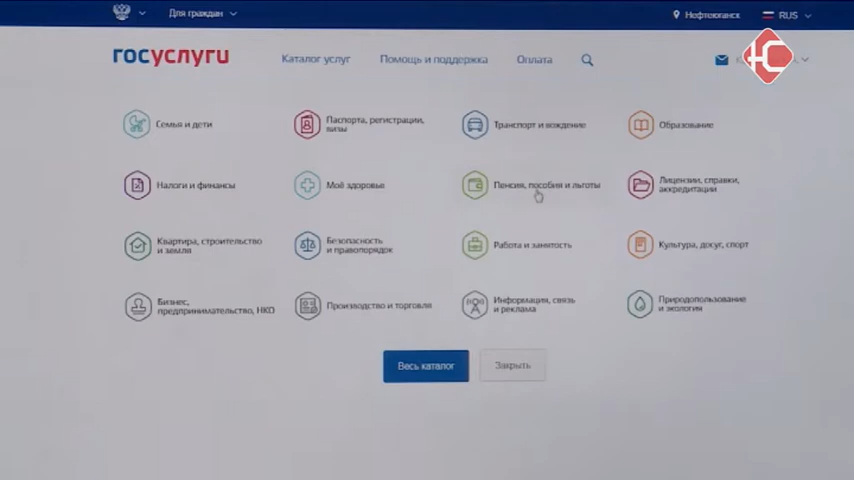 Для граждан
Нефтеюганск
RUS
госуслуги
Каталог услуг
Помощь и поддержка
Оплата
Семья и дети
Паспорта, регистрации,
визы
Транспорт и вождение
Образование
Налоги и финансы
Моё здоровье
Пенсия, пособия и льготы
Лицензии, справки,
аккредитации
Квартира, строительство
и земля
Безопасность
и правопорядок
Работа и занятость
Культура, досуг, спорт
Бизнес,
предпринимательство, НКО
Производство и торговля
Информация, связь
и реклама
Природопользование
и экология
Весь каталог
Закрыть